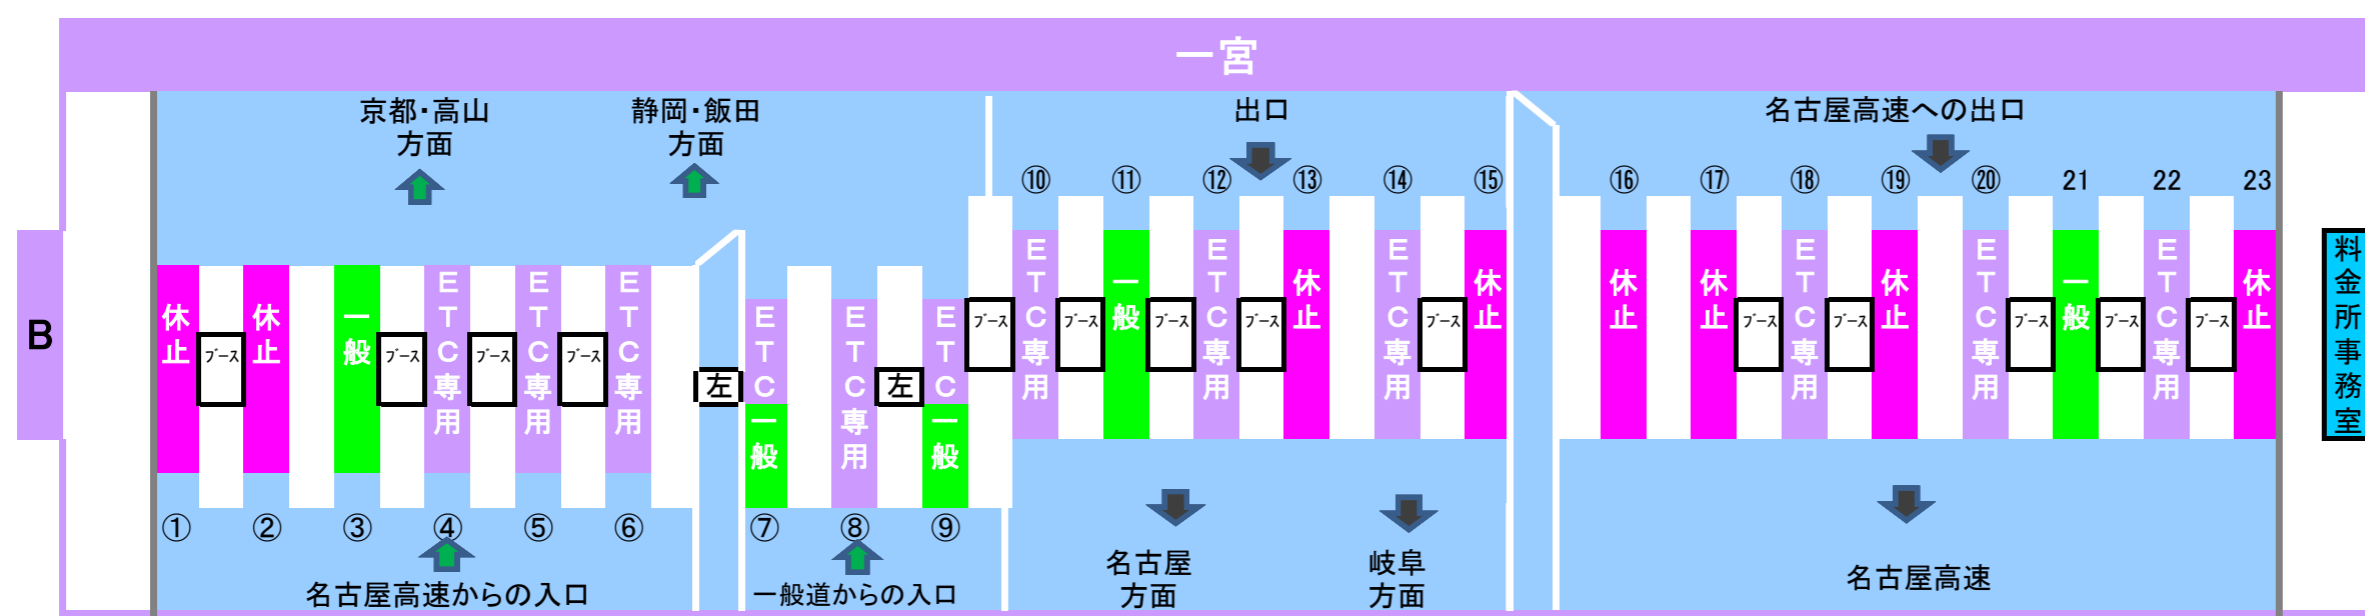 一宮
京都・高山
方面
静岡・飯田
方面
出口
名古屋高速への出口
⑩ ⑪ ⑫ ⑬ ⑭ ⑮ ⑯ ⑰ ⑱ ⑲ ⑳ 21 22 23
B
休止
ブース
休止
一般
ブース
ETC専用
ブース
ETC専用
ブース
ETC専用
左
ETC
一般
ETC専用
左
ETC
一般
ブース
ETC専用
ブース
一般
ブース
ETC専用
ブース
休止
ETC専用
ブース
休止
休止
休止
ブース
ETC専用
ブース
休止
ETC専用
ブース
一般
ブース
ETC専用
ブース
休止
料金所事務室
① ② ③ ④ ⑤ ⑥ ⑦ ⑧ ⑨
名古屋高速からの入口
一般道からの入口
名古屋
方面
岐阜
方面
名古屋高速